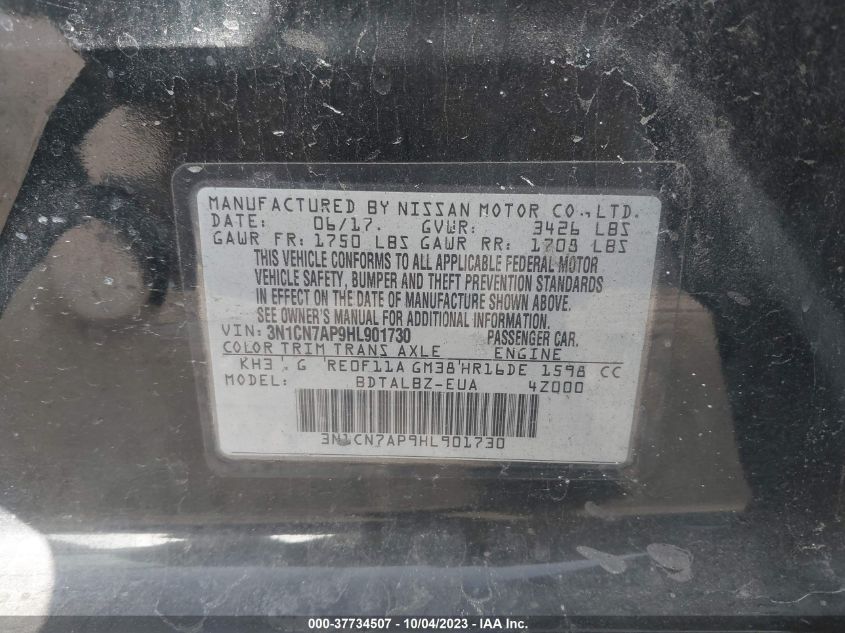 MANUFACTURED BY NISSAN MOTOR CO., LTD.
DATE: 06/17. GVWR: 3426 LBS
GAWR FR: 1750 LBS GAWR RR: 1708 LBS
THIS VEHICLE CONFORMS TO ALL APPLICABLE FEDERAL MOTOR
VEHICLE SAFETY, BUMPER AND THEFT PREVENTION STANDARDS
IN EFFECT ON THE DATE OF MANUFACTURE SHOWN ABOVE.
SEE OWNER'S MANUAL FOR ADDITIONAL INFORMATION.
VIN: 3N1CN7AP9HL901730 PASSENGER CAR.
COLOR TRIM TRANS AXLE ENGINE
KH3 G RE0F11A GM38 HR16DE 1598 CC
MODEL: BDTALBZ-EUA 4Z000
3N1CN7AP9HL901730
000-37734507 - 10/04/2023 - IAA Inc.